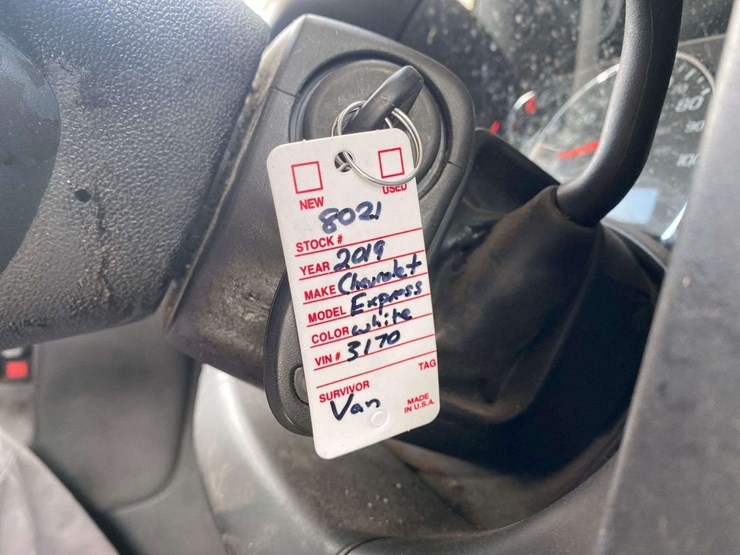 NEW USED
8021
STOCK #
YEAR 2019
MAKE Chevrolet
MODEL Express
COLOR white
VIN # 3170
TAG
SURVIVOR
Van
MADE
IN U.S.A.
80
90
100